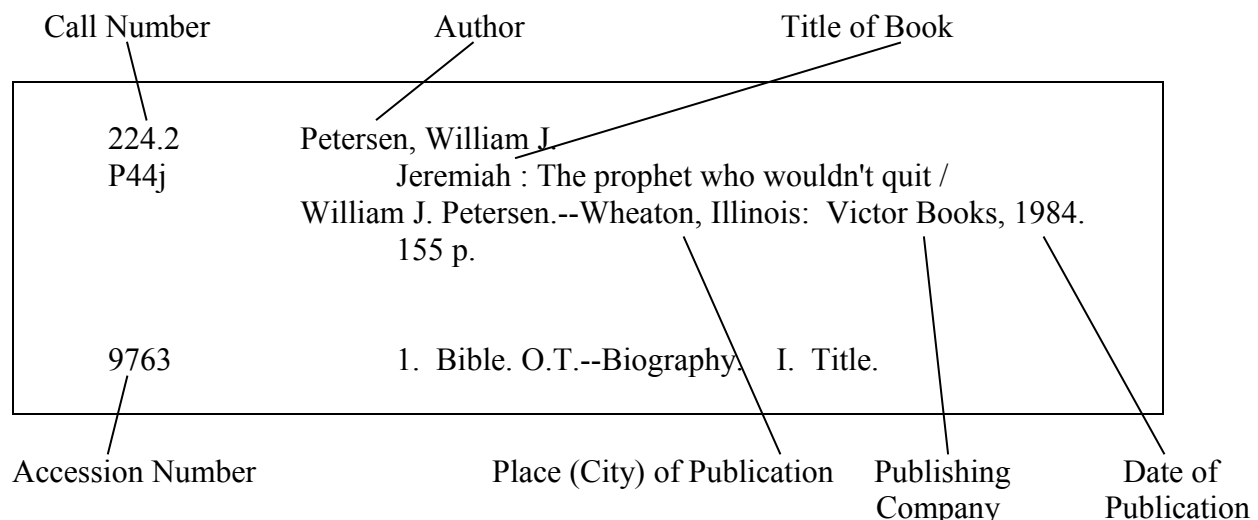 Call Number Author Title of Book
224.2 Petersen, William J.
P44j Jeremiah : The prophet who wouldn't quit /
William J. Petersen.--Wheaton, Illinois: Victor Books, 1984.
155 p.
9763 1. Bible. O.T.--Biography. I. Title.
Accession Number Place (City) of Publication Publishing Date of
Company Publication